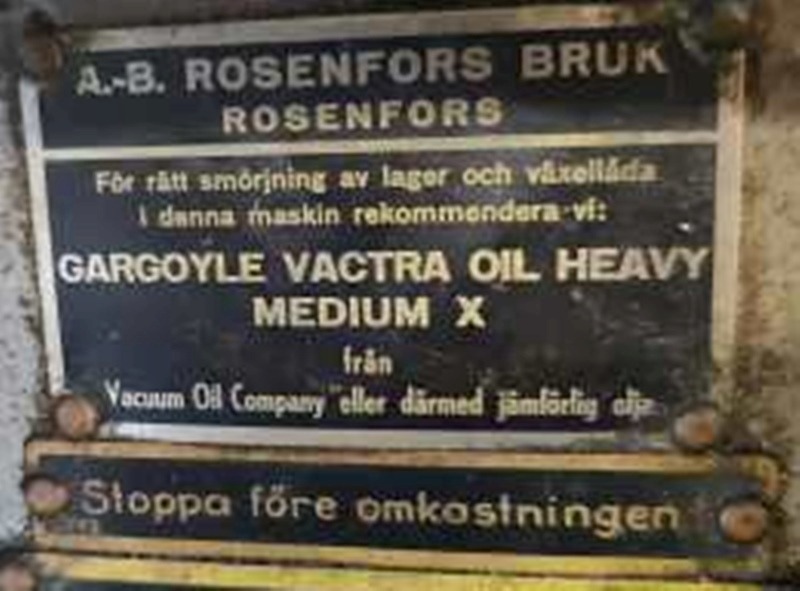 A.-B. ROSENFORS BRUK
ROSENFORS
För rätt smörjning av lager och växellåda
i denna maskin rekommendera vi:
GARGOYLE VACTRA OIL HEAVY
MEDIUM X
från
Vacuum Oil Company eller därmed jämförlig olja
Stoppa före omkastningen